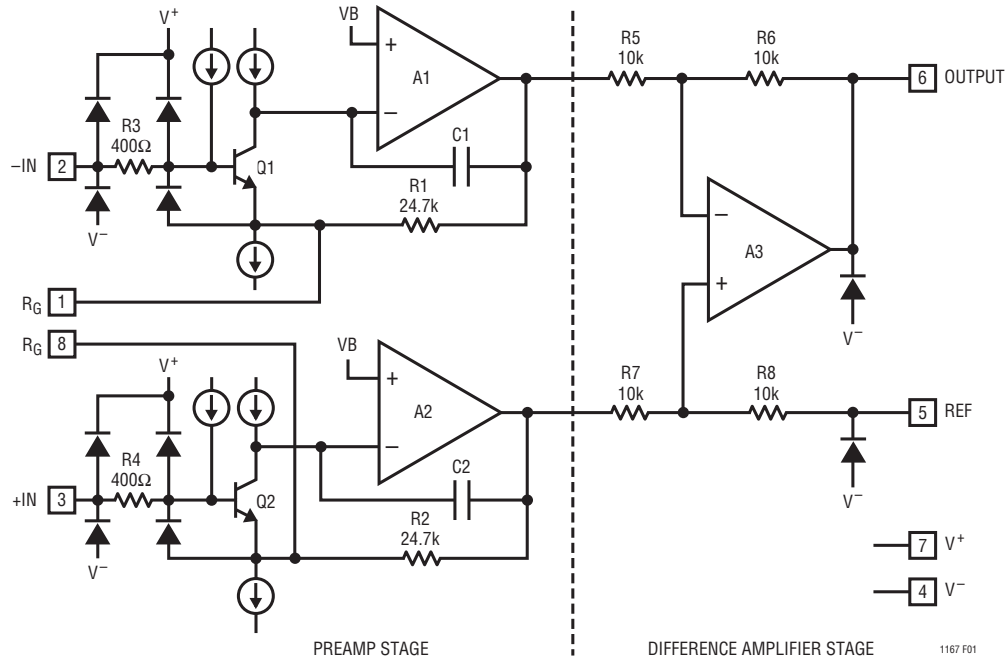 V+
VB
+
A1
−
R5
10k
R6
10k
6 OUTPUT
R3
400Ω
C1
−IN 2
Q1
R1
24.7k
V−
−
A3
+
RG 1
RG 8
V−
V+
VB
+
A2
−
R7
10k
R8
10k
5 REF
R4
400Ω
C2
+IN 3
Q2
R2
24.7k
V−
V−
7 V+
4 V−
PREAMP STAGE
DIFFERENCE AMPLIFIER STAGE
1167 F01